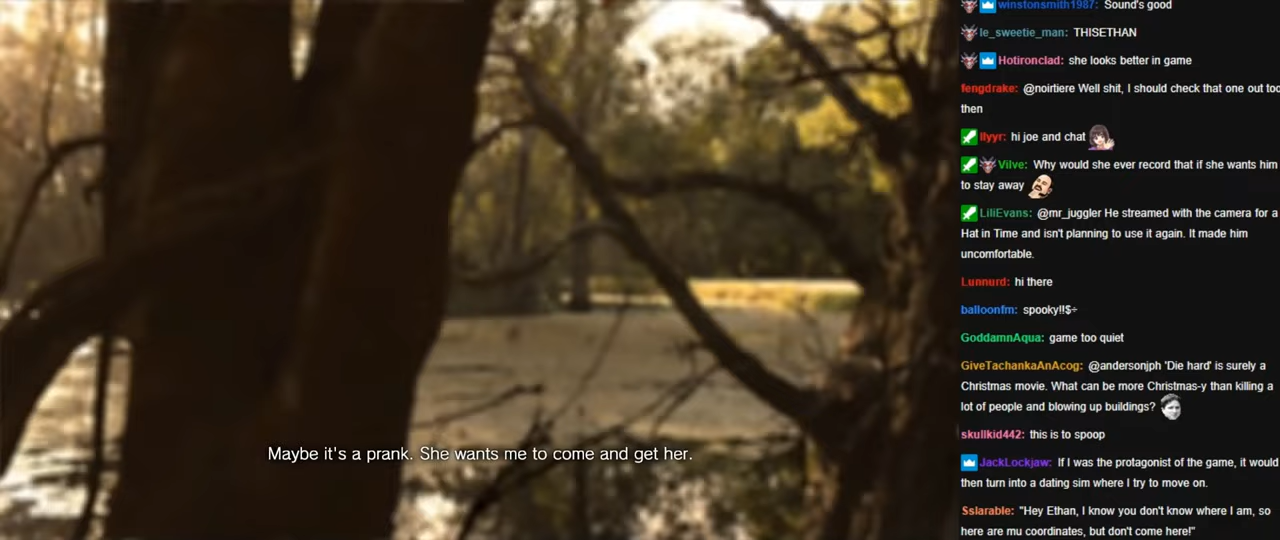 Maybe it's a prank. She wants me to come and get her.
winstonsmith1987: Sound's good
le_sweetie_man: THISETHAN
Hotironclad: she looks better in game
fengdrake: @noirtiere Well shit, I should check that one out too
then
llyyr: hi joe and chat
Vilve: Why would she ever record that if she wants him
to stay away
LiliEvans: @mr_juggler He streamed with the camera for a
Hat in Time and isn't planning to use it again. It made him
uncomfortable.
Lunnurd: hi there
balloonfm: spooky!!$÷
GoddamnAqua: game too quiet
GiveTachankaAnAcog: @andersonjph 'Die hard' is surely a
Christmas movie. What can be more Christmas-y than killing a
lot of people and blowing up buildings?
skullkid442: this is to spoop
JackLockjaw: If I was the protagonist of the game, it would
then turn into a dating sim where I try to move on.
Sslarable: "Hey Ethan, I know you don't know where I am, so
here are mu coordinates, but don't come here!"